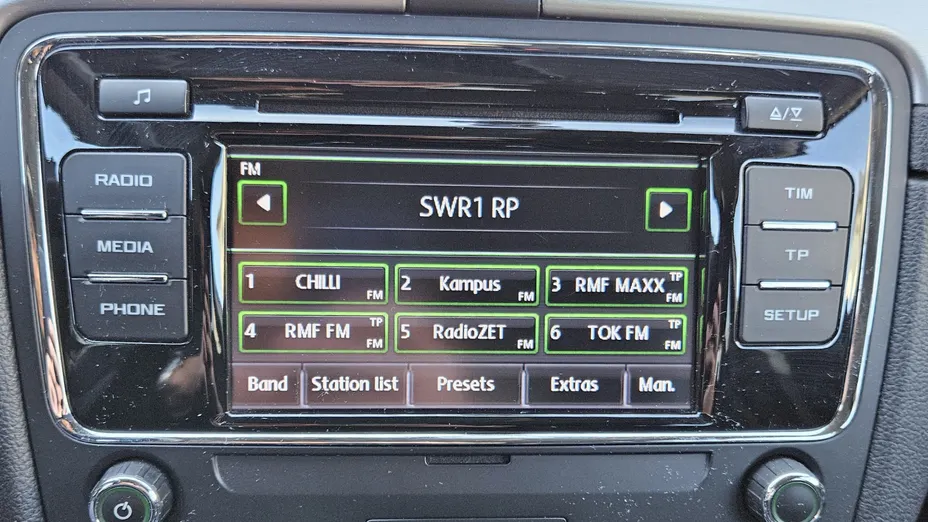 RADIO
MEDIA
PHONE
FM
SWR1 RP
1 CHILLI FM
2 Kampus FM
3 RMF MAXX TP FM
4 RMF FM TP FM
5 RadioZET FM
6 TOK FM TP FM
Band Station list Presets Extras Man.
TIM
TP
SETUP